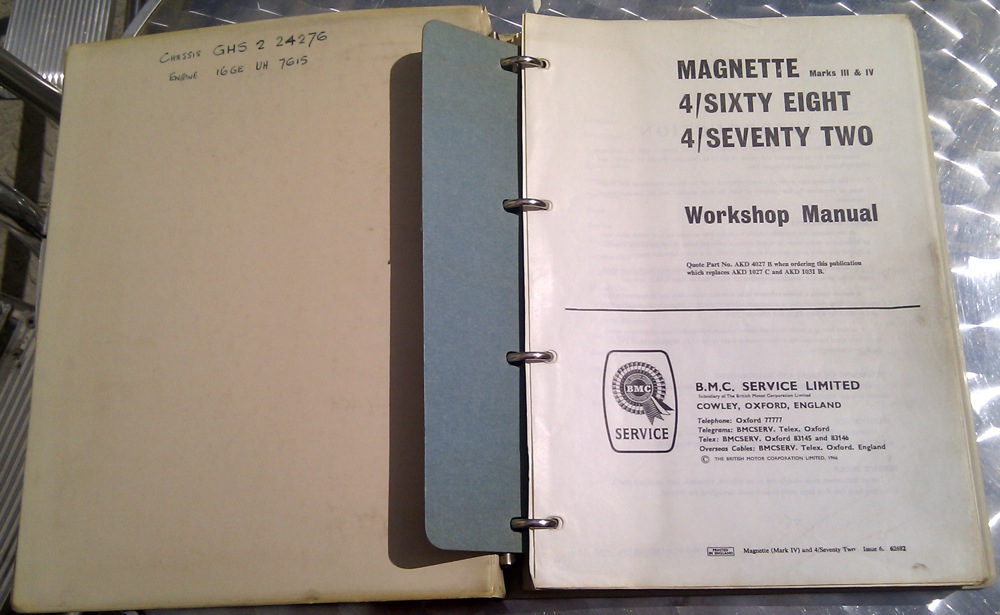 CHASSIS GHS 2 24276
ENGINE 16GE UH 7615
MAGNETTE Marks III & IV
4/SIXTY EIGHT
4/SEVENTY TWO
Workshop Manual
Quote Part No. AKD 4027 B when ordering this publication
which replaces AKD 1027 C and AKD 1031 B.
BMC
SERVICE
B.M.C. SERVICE LIMITED
Subsidiary of The British Motor Corporation Limited
COWLEY, OXFORD, ENGLAND
Telephone: Oxford 77777
Telegrams: BMCSERV. Telex. Oxford
Telex: BMCSERV. Oxford 83145 and 83146
Overseas Cables: BMCSERV. Telex. Oxford. England
© THE BRITISH MOTOR CORPORATION LIMITED, 1966
PRINTED
IN ENGLAND
Magnette (Mark IV) and 4/Seventy Two Issue 6. 62682